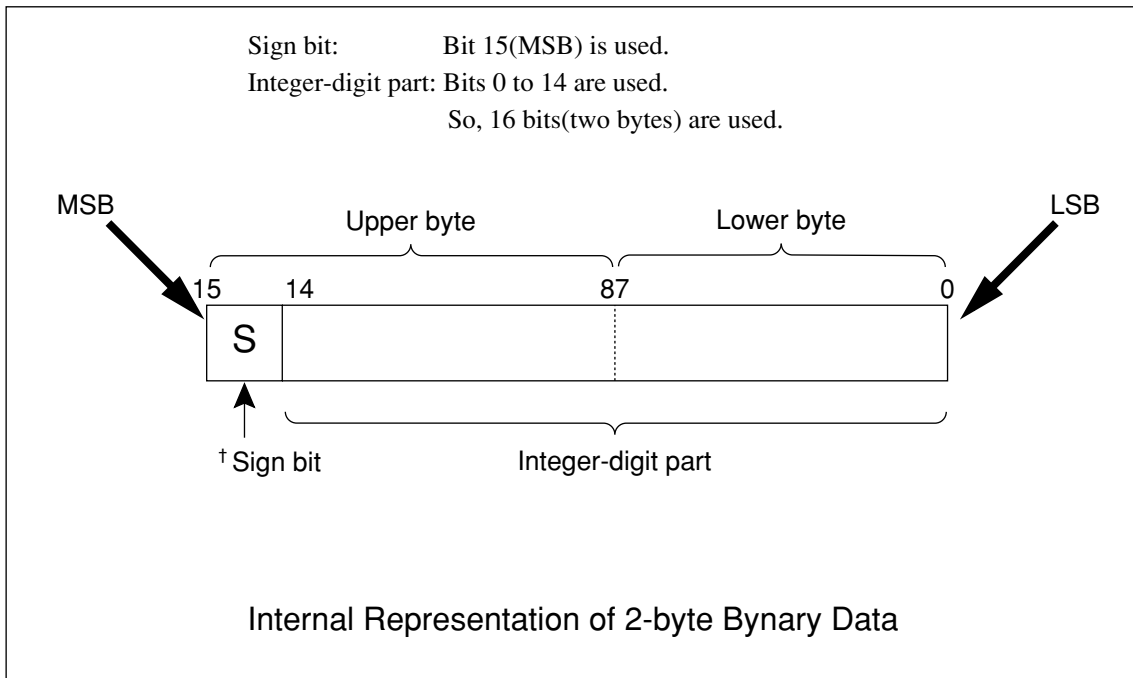 Sign bit: Bit 15(MSB) is used.
Integer-digit part: Bits 0 to 14 are used.
So, 16 bits(two bytes) are used.
MSB
LSB
Upper byte
Lower byte
15 14 87 0
S
† Sign bit
Integer-digit part
Internal Representation of 2-byte Bynary Data